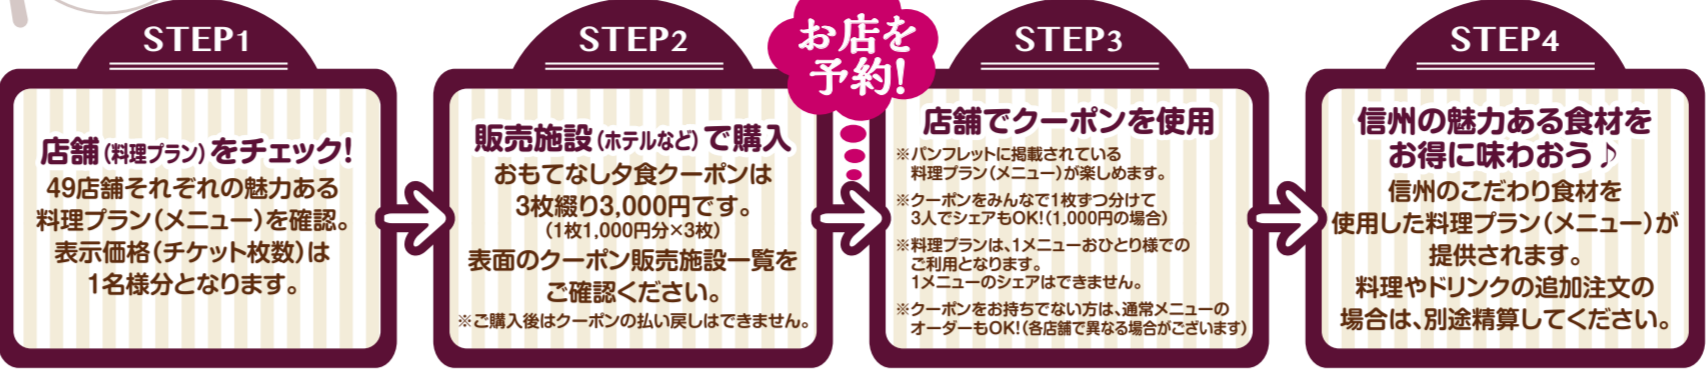 STEP1
店舗(料理プラン)をチェック!
49店舗それぞれの魅力ある
料理プラン(メニュー)を確認。
表示価格(チケット枚数)は
1名様分となります。
STEP2
販売施設(ホテルなど)で購入
おもてなし夕食クーポンは
3枚綴り3,000円です。
(1枚1,000円分×3枚)
表面のクーポン販売施設一覧を
ご確認ください。
※ご購入後はクーポンの払い戻しはできません。
お店を
予約!
STEP3
店舗でクーポンを使用
※パンフレットに掲載されている
料理プラン(メニュー)が楽しめます。
※クーポンをみんなで1枚ずつ分けて
3人でシェアもOK!(1,000円の場合)
※料理プランは、1メニューおひとり様での
ご利用となります。
1メニューのシェアはできません。
※クーポンをお持ちでない方は、通常メニューの
オーダーもOK!(各店舗で異なる場合がございます)
STEP4
信州の魅力ある食材を
お得に味わおう♪
信州のこだわり食材を
使用した料理プラン(メニュー)が
提供されます。
料理やドリンクの追加注文の
場合は、別途精算してください。